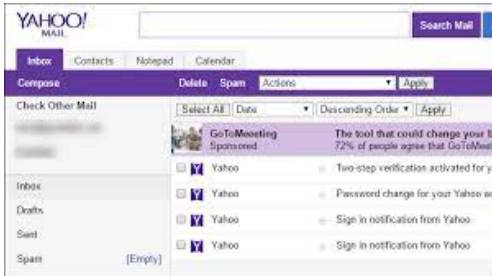 YAHOO!
MAIL
Search Mail
Inbox Contacts Notepad Calendar
Compose Delete Spam Actions Apply
Check Other Mail Select All Date Descending Order Apply
GoToMeeting The tool that could change your
Sponsored 72% of people agree that GoToMeet
Yahoo Two-step verification activated for y
Inbox
Yahoo Password change for your Yahoo ac
Drafts
Yahoo Sign in notification from Yahoo
Sent
Yahoo Sign in notification from Yahoo
Spam [Empty]